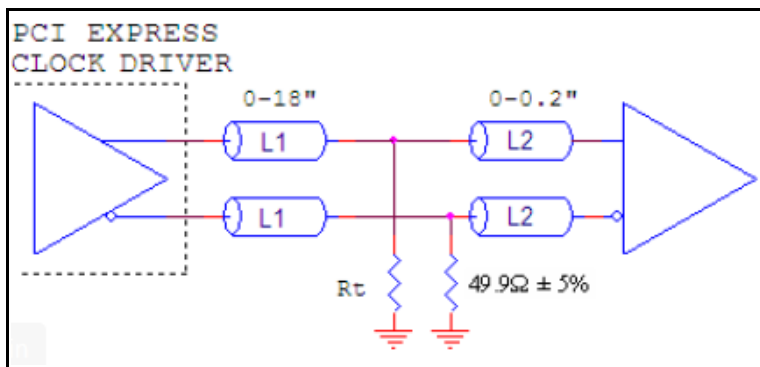 PCI EXPRESS
CLOCK DRIVER
0-18"
0-0.2"
L1
L2
L1
L2
Rt
49.9Ω ± 5%
n